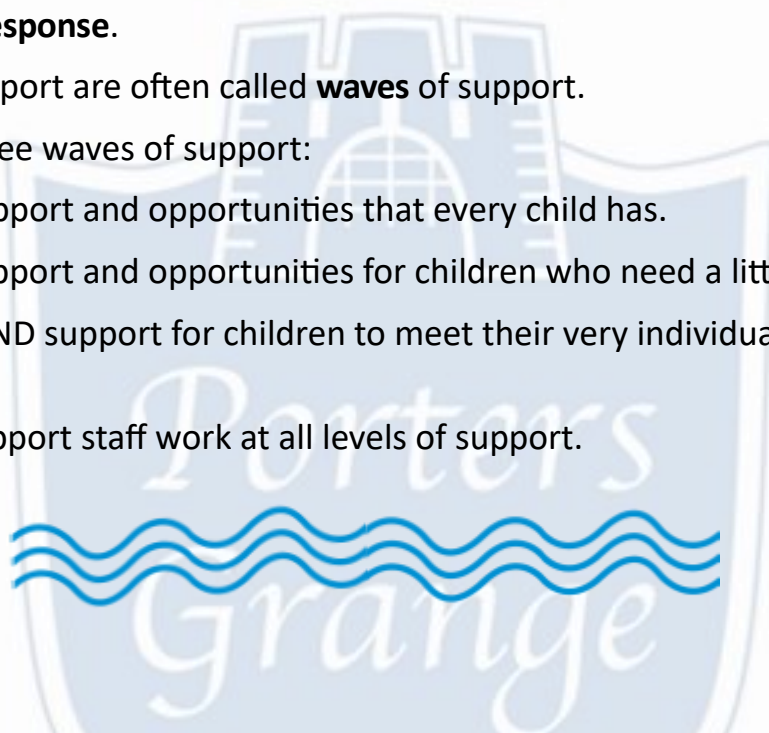 esponse.
pport are often called waves of support.
ee waves of support:
pport and opportunities that every child has.
pport and opportunities for children who need a litt
ND support for children to meet their very individua
pport staff work at all levels of support.
Porters
Grange